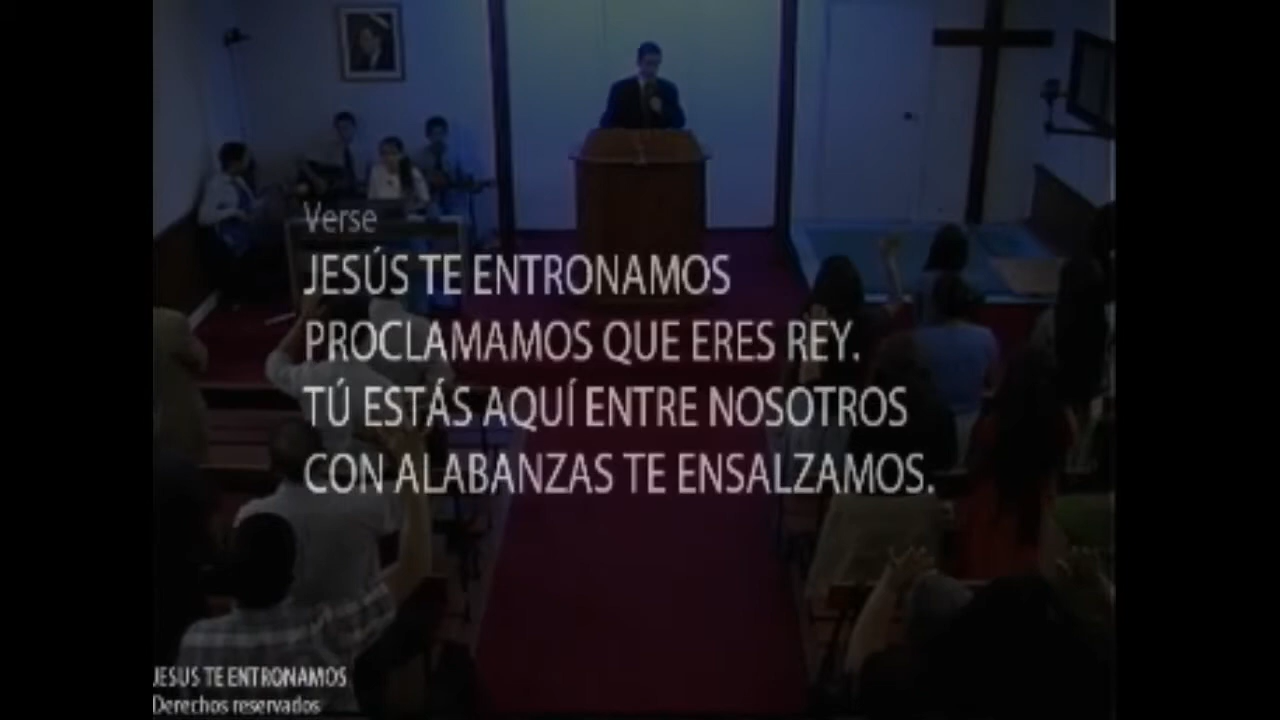 Verse
JESÚS TE ENTRONAMOS
PROCLAMAMOS QUE ERES REY.
TÚ ESTÁS AQUÍ ENTRE NOSOTROS
CON ALABANZAS TE ENSALZAMOS.
JESUS TE ENTRONAMOS
Derechos reservados